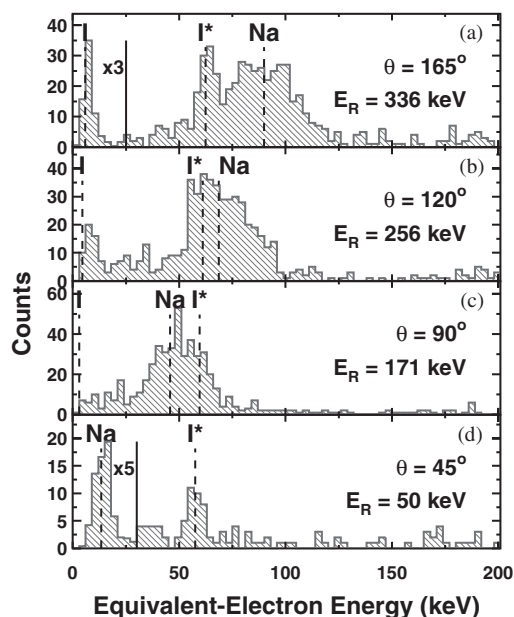 I I* Na (a)
40
30
20
10
0
x3
θ = 165°
E_R = 336 keV
I I* Na (b)
40
30
20
10
0
θ = 120°
E_R = 256 keV
I Na I* (c)
60
40
20
0
θ = 90°
E_R = 171 keV
Na I* (d)
20
15
10
5
0
x5
θ = 45°
E_R = 50 keV
Counts
0 50 100 150 200
Equivalent-Electron Energy (keV)